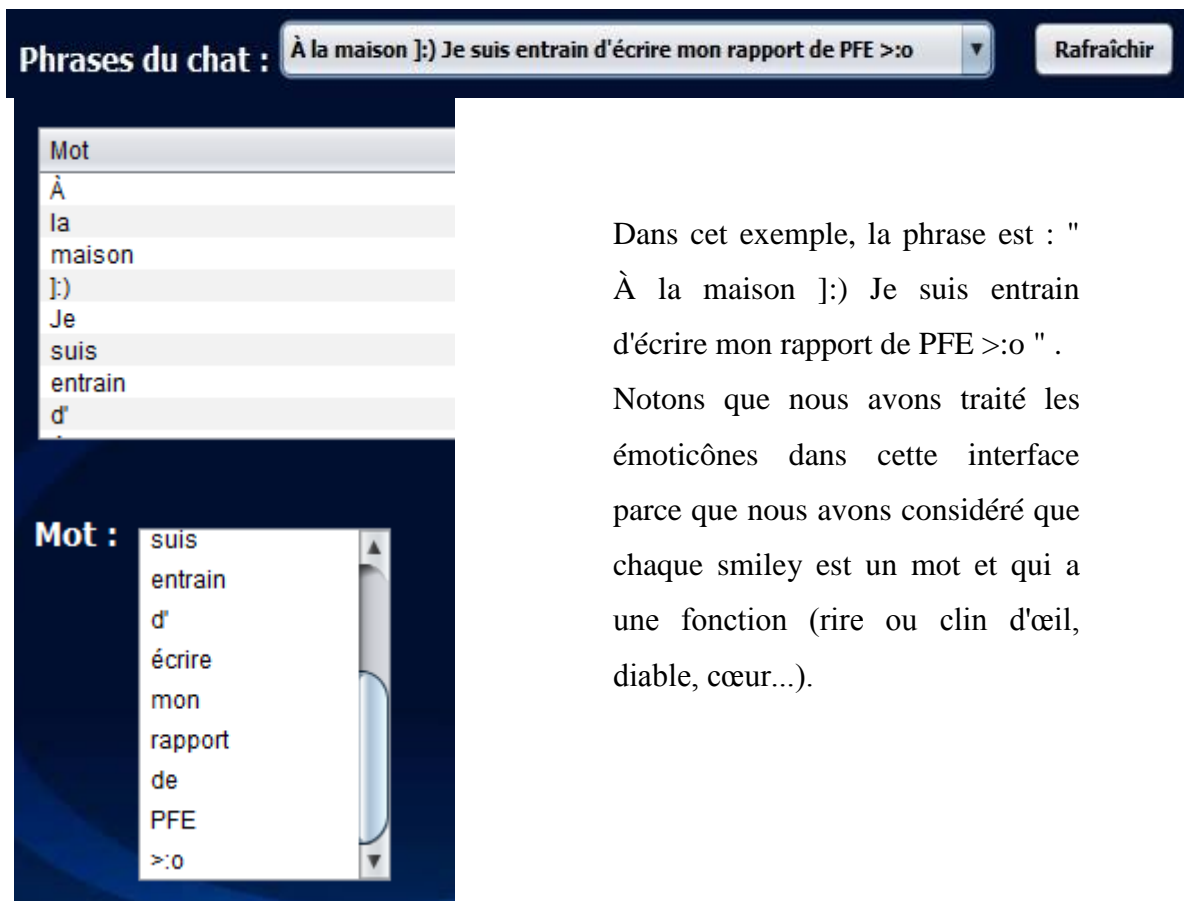 Phrases du chat : À la maison ]:) Je suis entrain d'écrire mon rapport de PFE >:o Rafraîchir
Mot
À
la
maison
]:)
Je
suis
entrain
d'
Mot :
suis
entrain
d'
écrire
mon
rapport
de
PFE
>:o
Dans cet exemple, la phrase est : "
À la maison ]:) Je suis entrain
d'écrire mon rapport de PFE >:o " .
Notons que nous avons traité les
émoticônes dans cette interface
parce que nous avons considéré que
chaque smiley est un mot et qui a
une fonction (rire ou clin d'œil,
diable, cœur...).